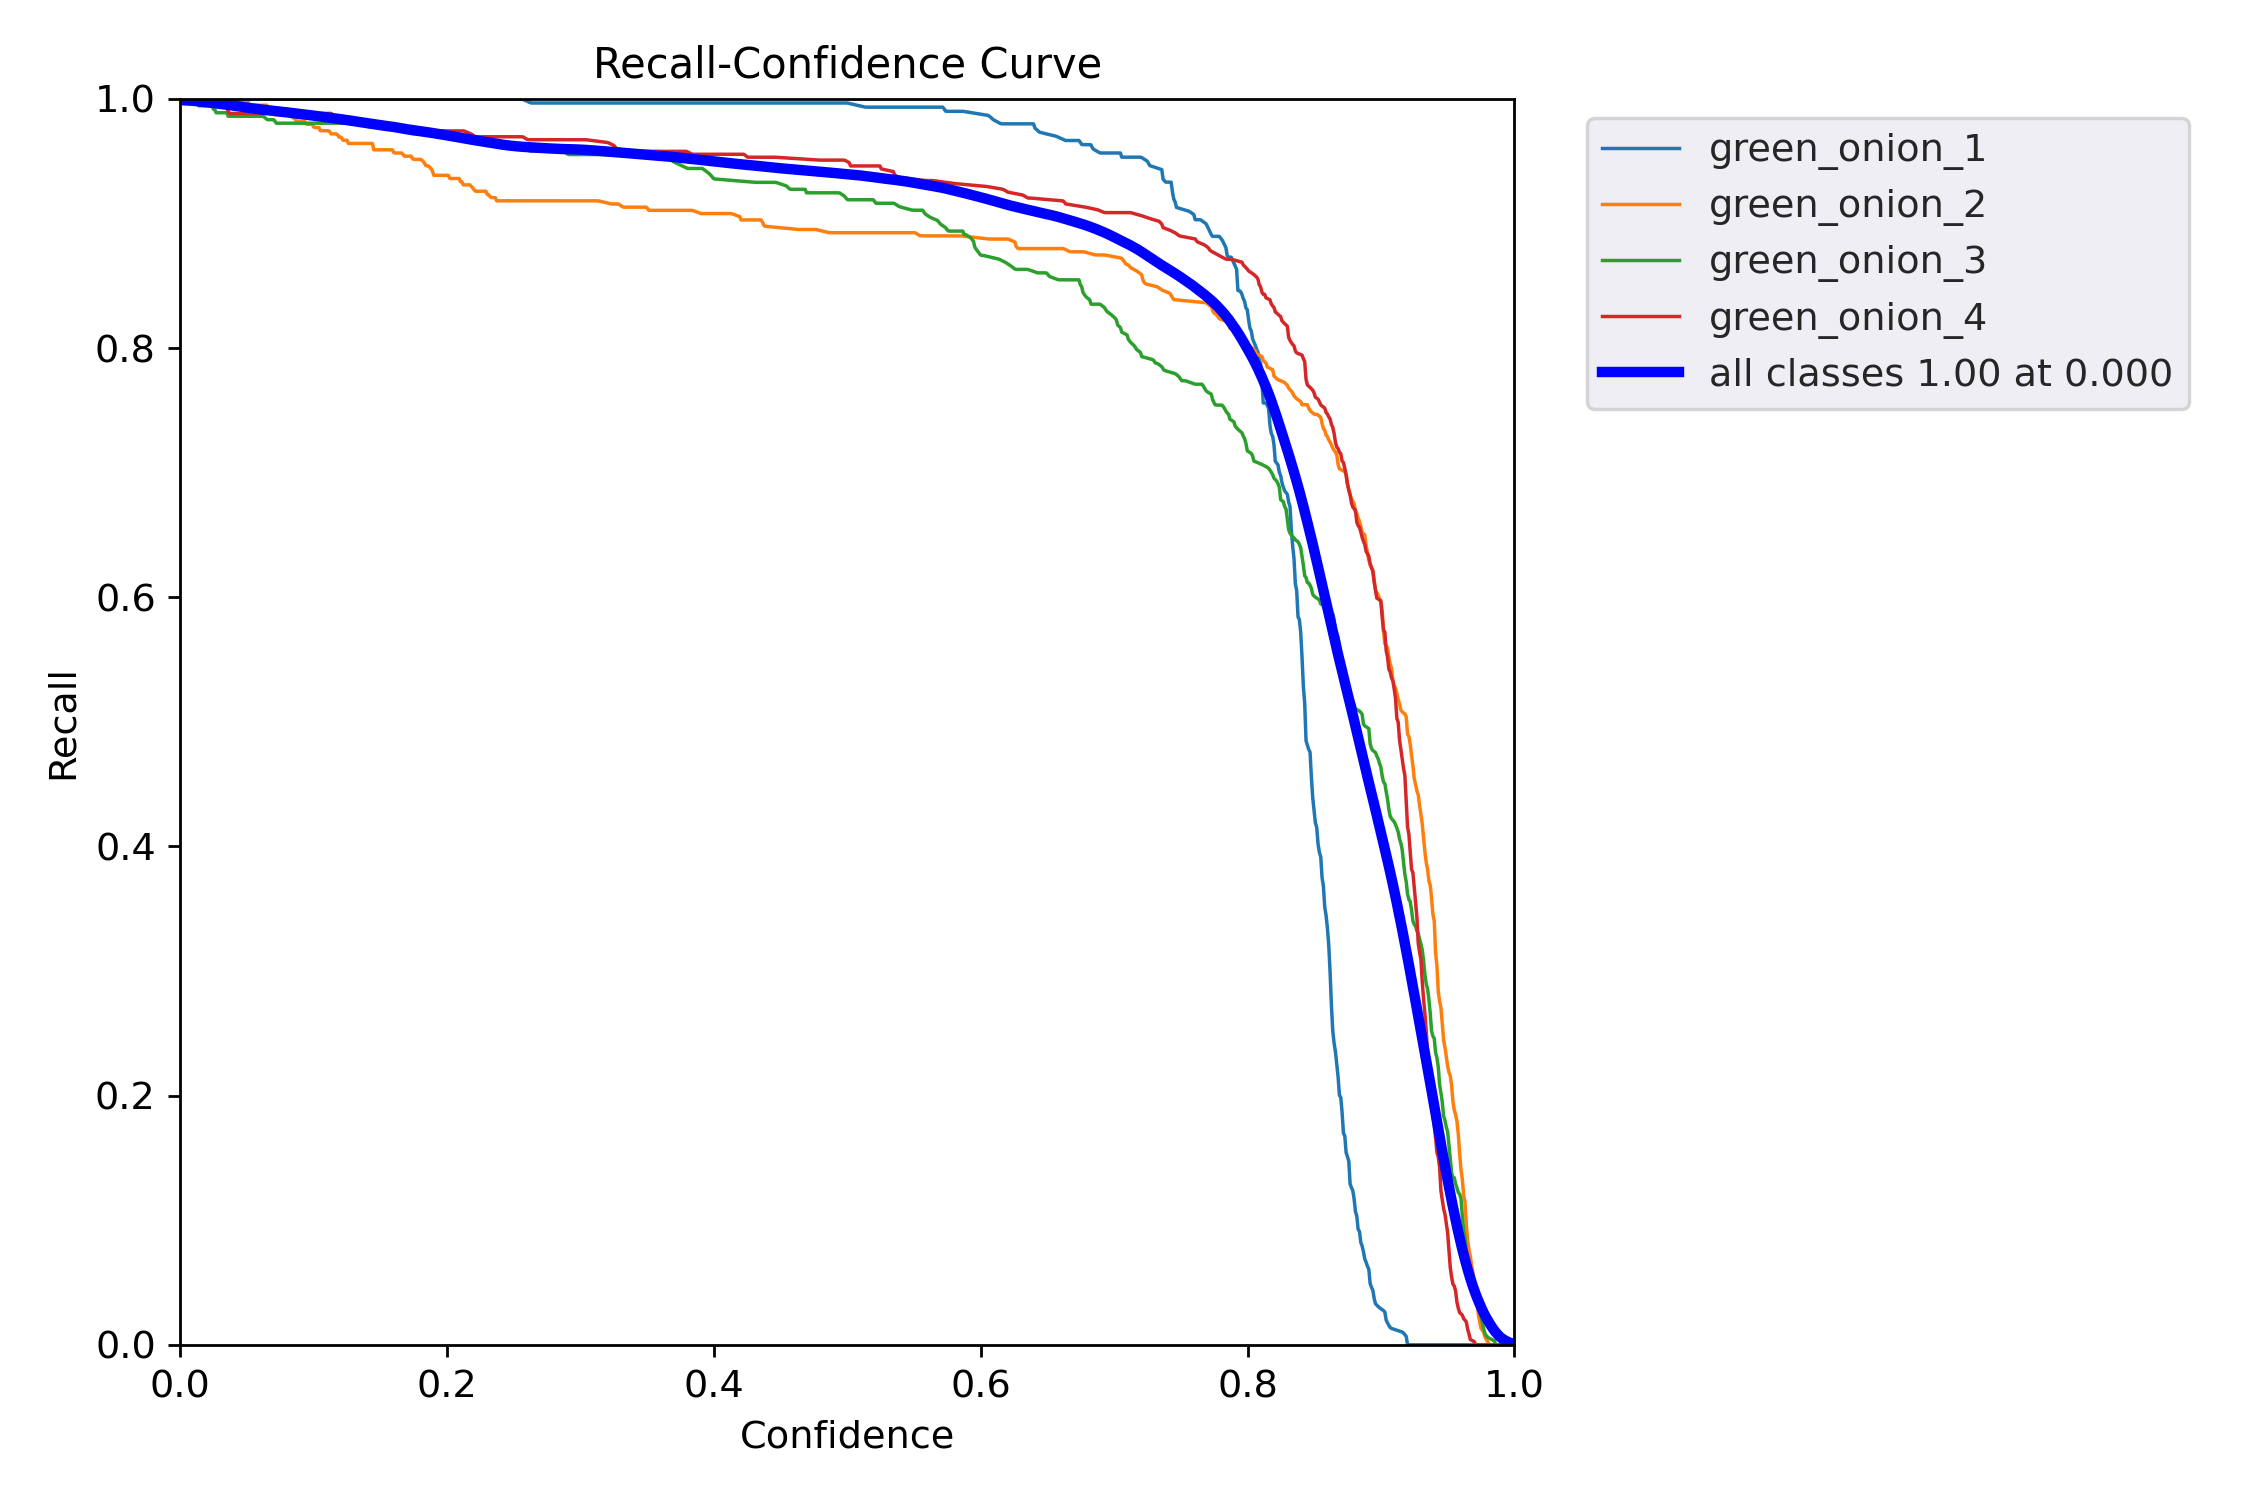 Recall-Confidence Curve
1.0
0.8
0.6
0.4
0.2
0.0
Recall
0.0 0.2 0.4 0.6 0.8 1.0
Confidence
green_onion_1
green_onion_2
green_onion_3
green_onion_4
all classes 1.00 at 0.000